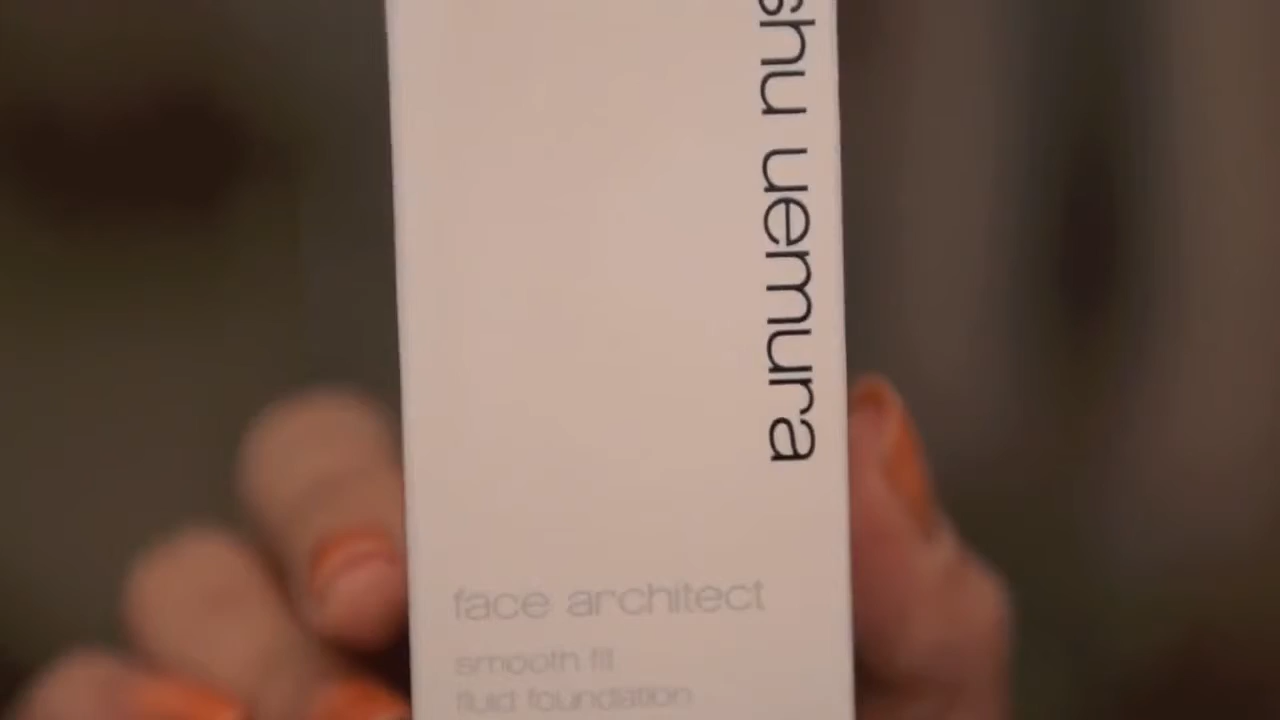 shu uemura
face architect
smooth fit
fluid foundation